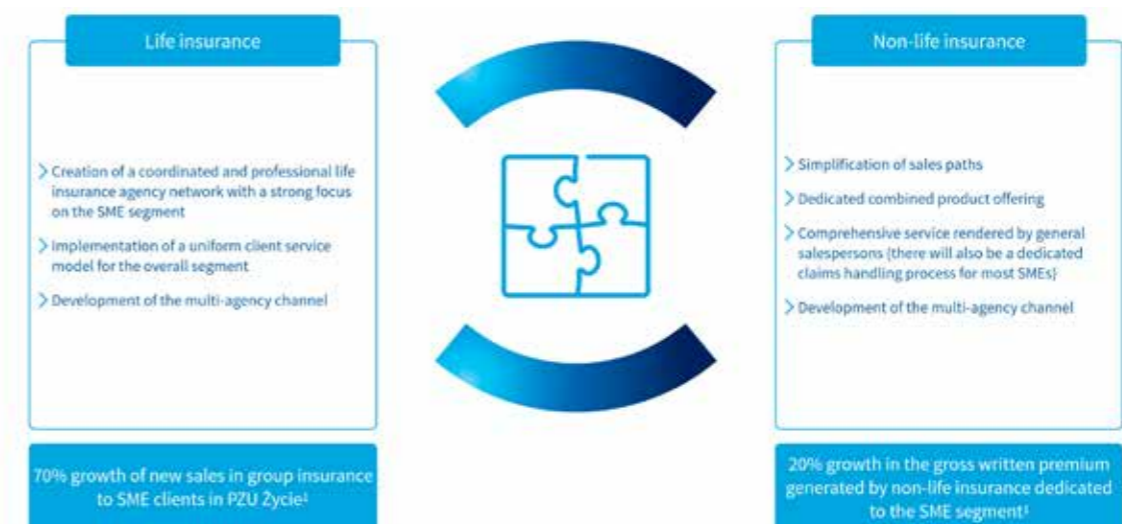 Life insurance
Creation of a coordinated and professional life
insurance agency network with a strong focus
on the SME segment
Implementation of a uniform client service
model for the overall segment
Development of the multi-agency channel
70% growth of new sales in group insurance
to SME clients in PZU Życie¹
Non-life insurance
Simplification of sales paths
Dedicated combined product offering
Comprehensive service rendered by general
salespersons (there will also be a dedicated
claims handling process for most SMEs)
Development of the multi-agency channel
20% growth in the gross written premium
generated by non-life insurance dedicated
to the SME segment¹